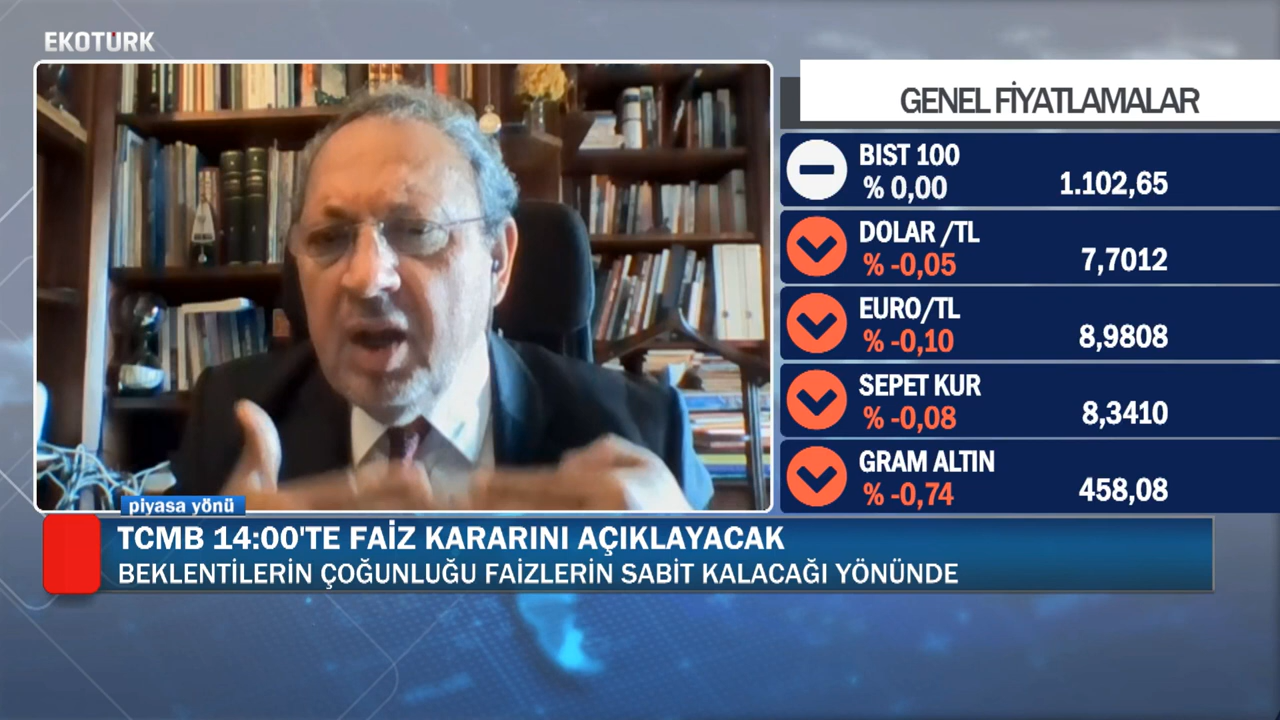 EKOTÜRK
GENEL FİYATLAMALAR
BIST 100
% 0,00
1.102,65
DOLAR /TL
% -0,05
7,7012
EURO/TL
% -0,10
8,9808
SEPET KUR
% -0,08
8,3410
GRAM ALTIN
% -0,74
458,08
piyasa yönü
TCMB 14:00'TE FAİZ KARARINI AÇIKLAYACAK
BEKLENTİLERİN ÇOĞUNLUĞU FAİZLERİN SABİT KALACAĞI YÖNÜNDE